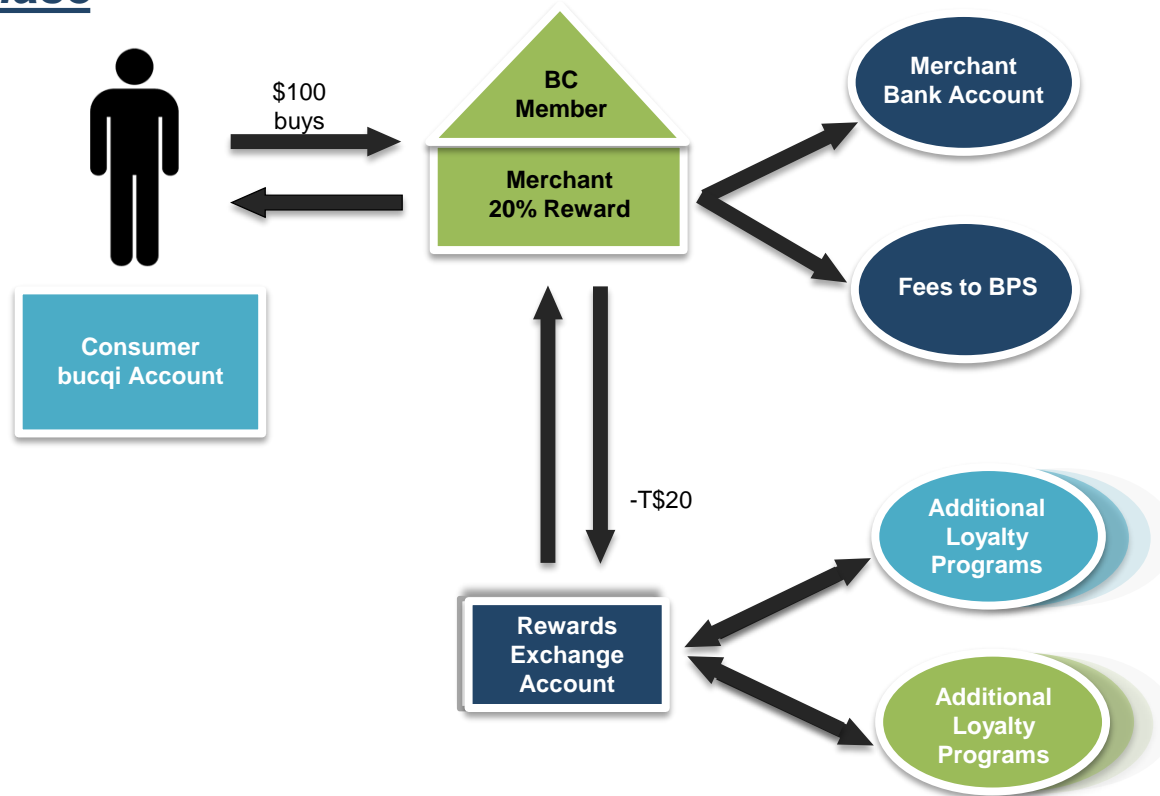 $100
buys
BC
Member
Merchant
20% Reward
Merchant
Bank Account
Fees to BPS
Consumer
bucqi Account
-T$20
Rewards
Exchange
Account
Additional
Loyalty
Programs
Additional
Loyalty
Programs